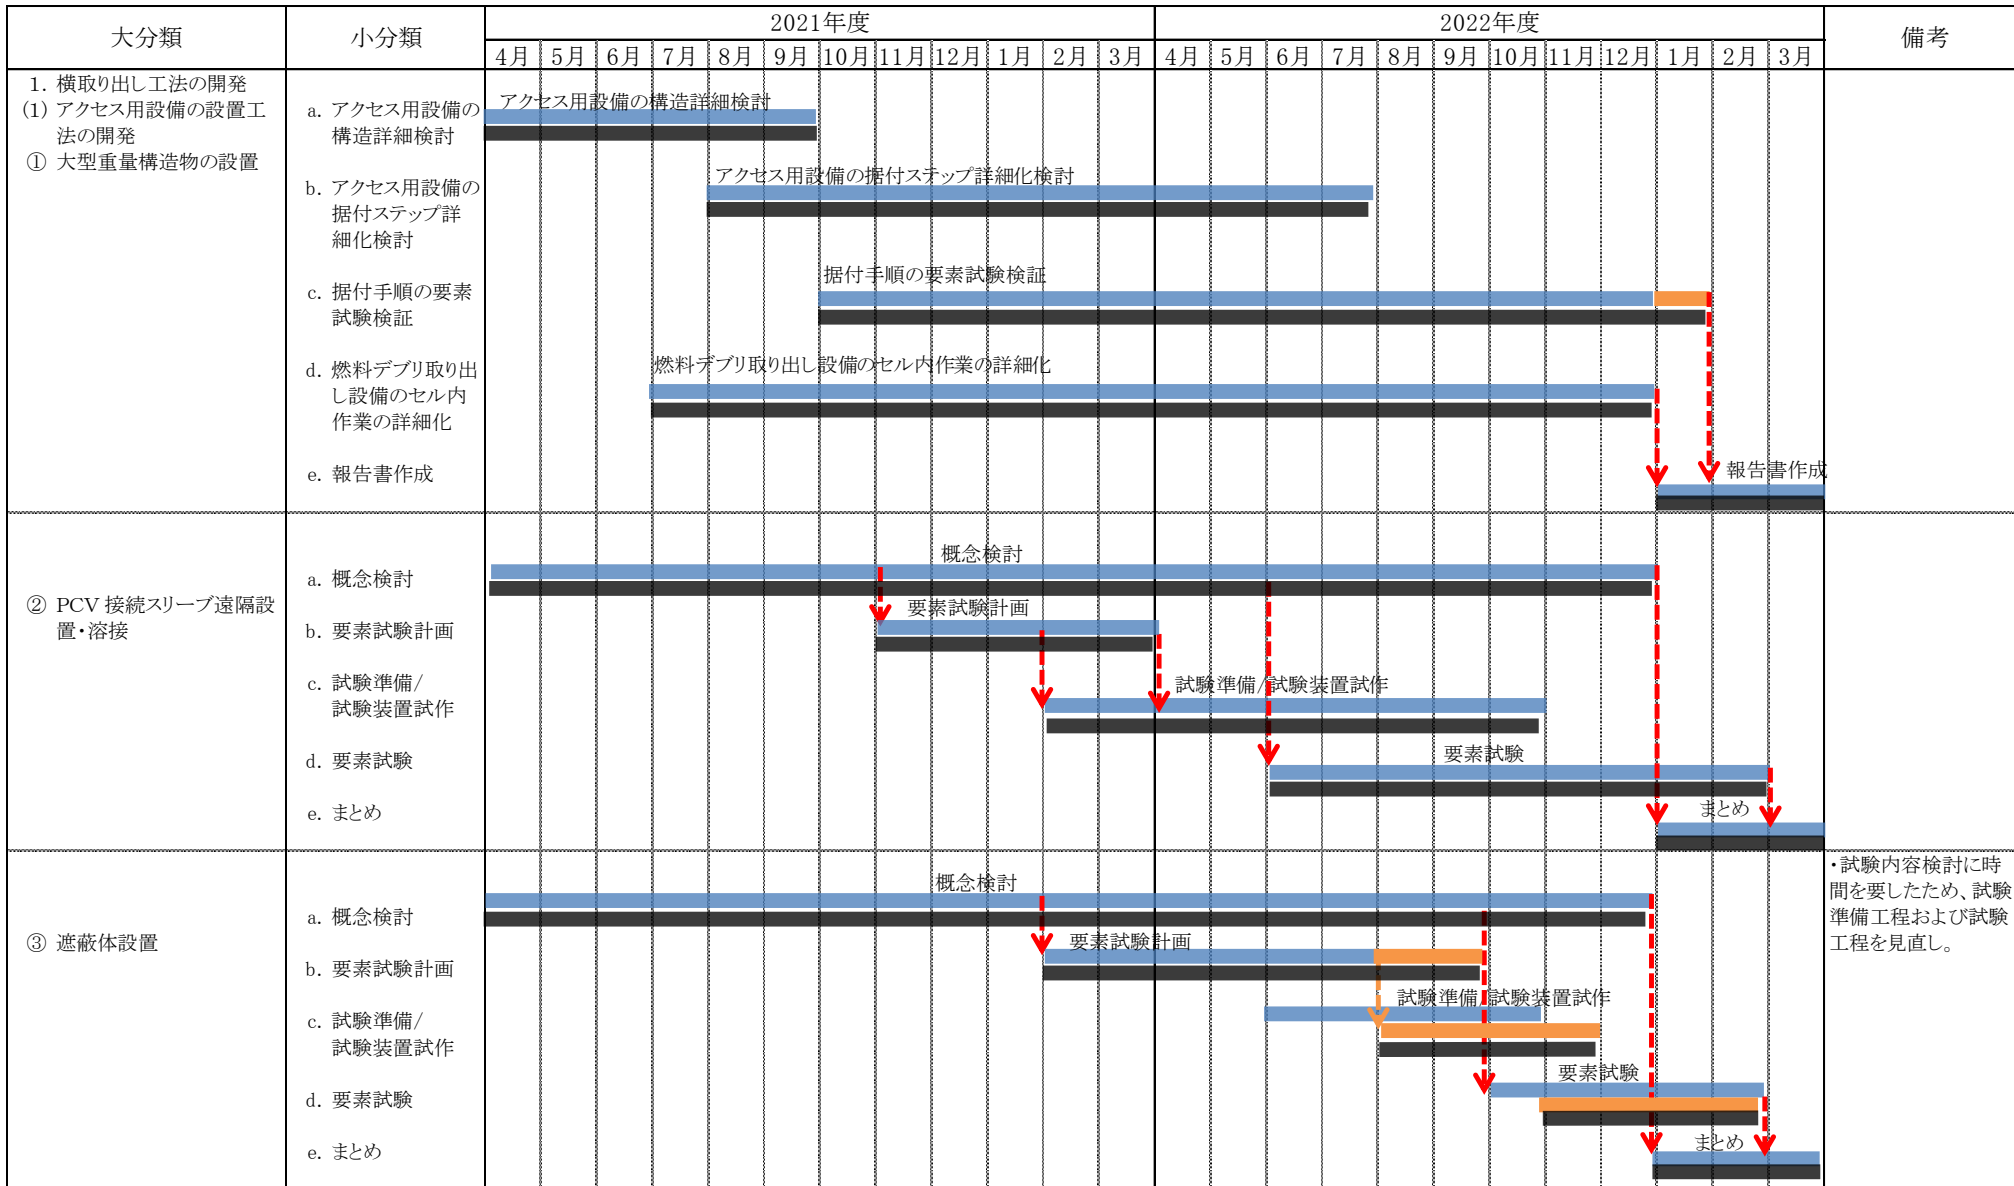 大分類
小分類
2021年度
2022年度
備考
4月 5月 6月 7月 8月 9月 10月 11月 12月 1月 2月 3月 4月 5月 6月 7月 8月 9月 10月 11月 12月 1月 2月 3月
1. 横取り出し工法の開発
(1) アクセス用設備の設置工
法の開発
① 大型重量構造物の設置
a. アクセス用設備の
構造詳細検討
アクセス用設備の構造詳細検討
b. アクセス用設備の
据付ステップ詳
細化検討
アクセス用設備の据付ステップ詳細化検討
c. 据付手順の要素
試験検証
据付手順の要素試験検証
d. 燃料デブリ取り出
し設備のセル内
作業の詳細化
燃料デブリ取り出し設備のセル内作業の詳細化
e. 報告書作成
報告書作成
② PCV 接続スリーブ遠隔設
置・溶接
a. 概念検討
概念検討
b. 要素試験計画
要素試験計画
c. 試験準備/
試験装置試作
試験準備/試験装置試作
d. 要素試験
要素試験
e. まとめ
まとめ
③ 遮蔽体設置
a. 概念検討
概念検討
b. 要素試験計画
要素試験計画
c. 試験準備/
試験装置試作
試験準備/試験装置試作
d. 要素試験
要素試験
e. まとめ
まとめ
・試験内容検討に時
間を要したため、試験
準備工程および試験
工程を見直し。